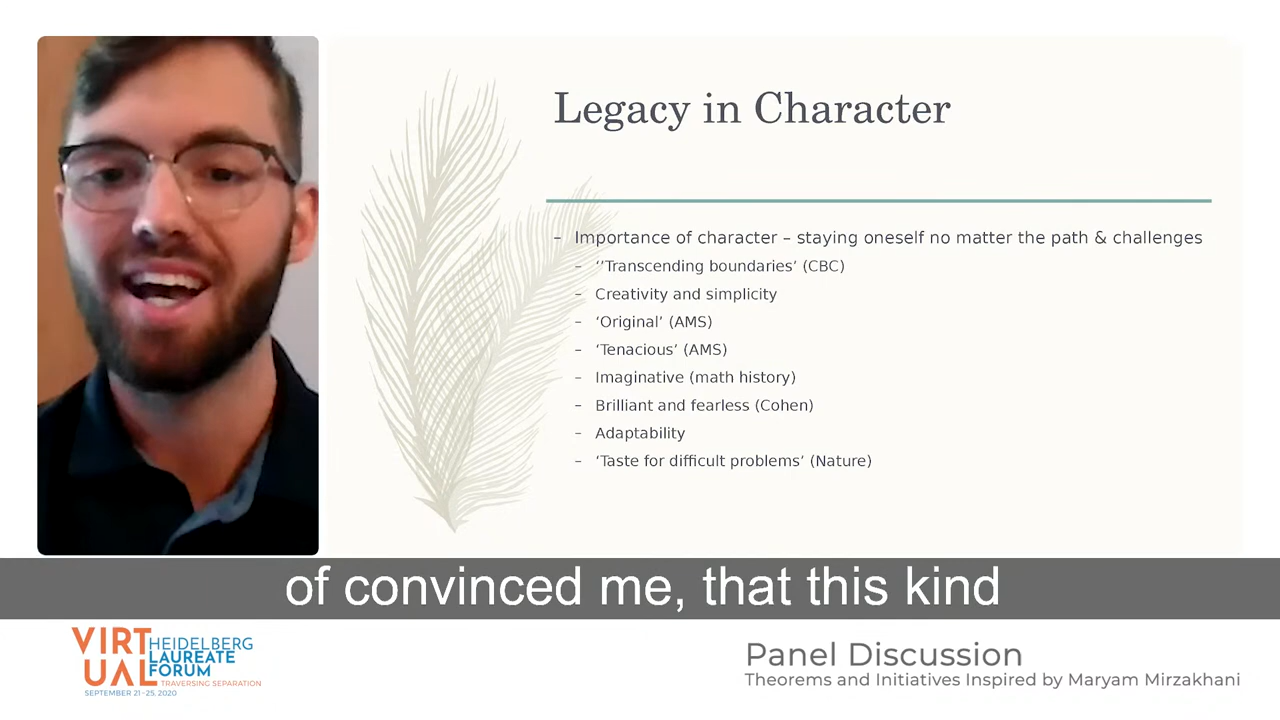 Legacy in Character
– Importance of character – staying oneself no matter the path & challenges
– ‘’Transcending boundaries’ (CBC)
– Creativity and simplicity
– ‘Original’ (AMS)
– ‘Tenacious’ (AMS)
– Imaginative (math history)
– Brilliant and fearless (Cohen)
– Adaptability
– ‘Taste for difficult problems’ (Nature)
of convinced me, that this kind
VIRTUAL
HEIDELBERG
LAUREATE
FORUM
TRAVERSING SEPARATION
SEPTEMBER 21–25, 2020
Panel Discussion
Theorems and Initiatives Inspired by Maryam Mirzakhani